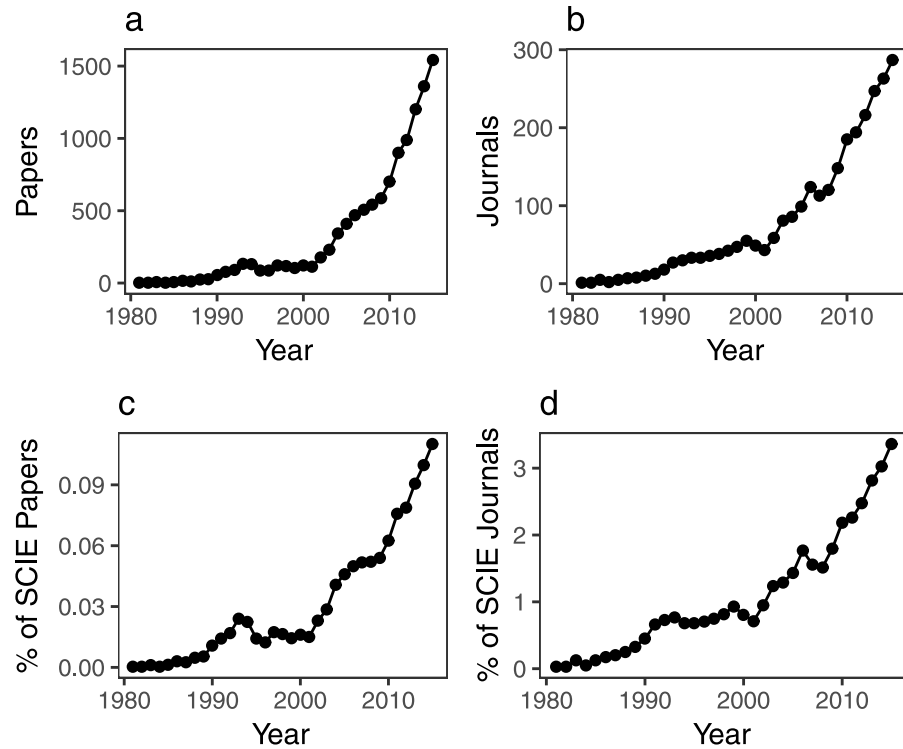 a
Papers
1500
1000
500
0
1980 1990 2000 2010
Year
b
Journals
300
200
100
0
1980 1990 2000 2010
Year
c
% of SCIE Papers
0.09
0.06
0.03
0.00
1980 1990 2000 2010
Year
d
% of SCIE Journals
3
2
1
0
1980 1990 2000 2010
Year